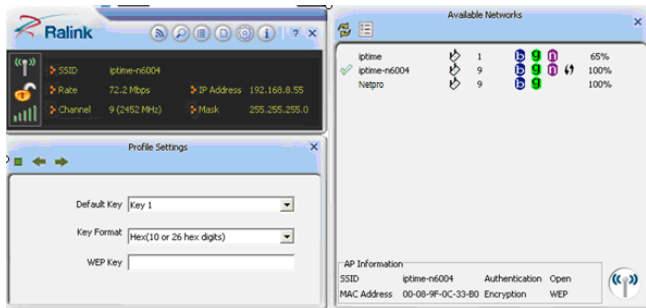 Ralink
SSID iptime-n6004
Rate 72.2 Mbps IP Address 192.168.8.55
Channel 9 (2452 MHz) Mask 255.255.255.0
Profile Settings
Default Key Key 1
Key Format Hex(10 or 26 hex digits)
WEP Key
Available Networks
iptime 1 b g n 65%
iptime-n6004 9 b g n 100%
Netpro 9 b g 100%
AP Information
SSID iptime-n6004 Authentication Open
MAC Address 00-08-9F-0C-33-B0 Encryption WEP